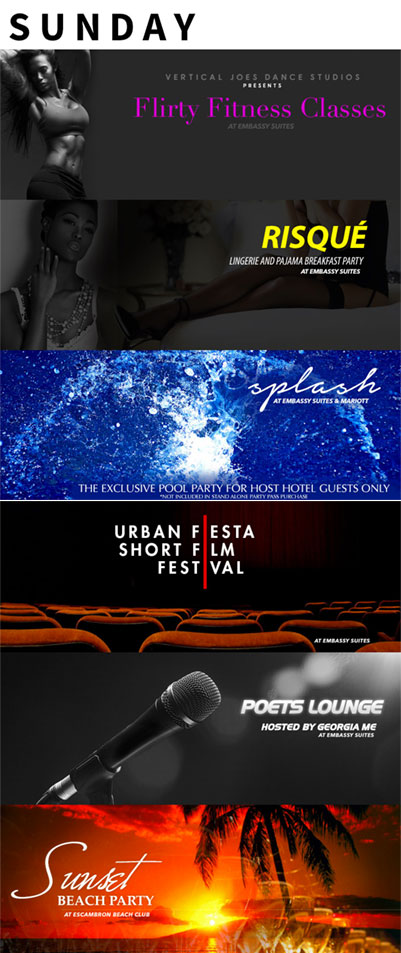 SUNDAY
VERTICAL JOES DANCE STUDIOS
PRESENTS
Flirty Fitness Classes
AT EMBASSY SUITES
RISQUÉ
LINGERIE AND PAJAMA BREAKFAST PARTY
AT EMBASSY SUITES
splash
AT EMBASSY SUITES & MARIOTT
THE EXCLUSIVE POOL PARTY FOR HOST HOTEL GUESTS ONLY
*NOT INCLUDED IN STAND ALONE PARTY PASS PURCHASE
URBAN FIESTA
SHORT FILM
FESTIVAL
AT EMBASSY SUITES
POETS LOUNGE
HOSTED BY GEORGIA ME
AT EMBASSY SUITES
Sunset
BEACH PARTY
AT ESCAMBRON BEACH CLUB